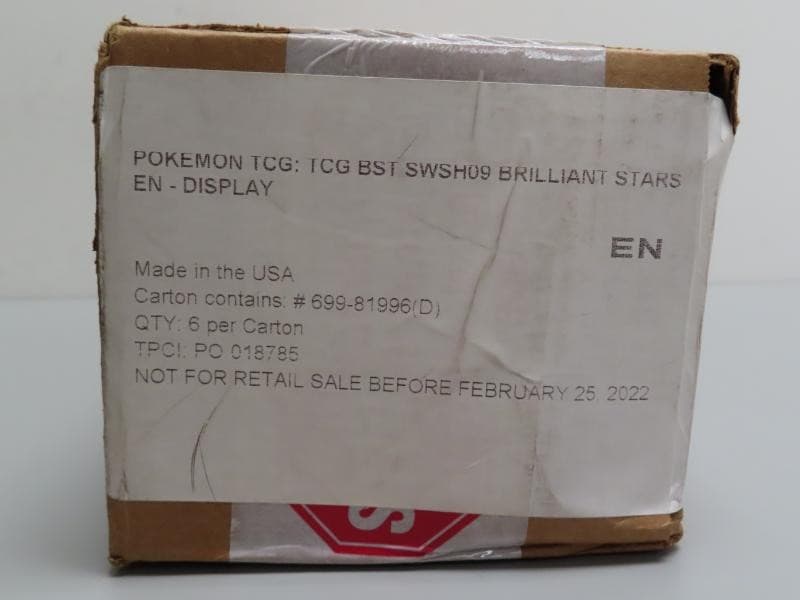 POKEMON TCG: TCG BST SWSH09 BRILLIANT STARS
EN - DISPLAY
EN
Made in the USA
Carton contains: # 699-81996(D)
QTY: 6 per Carton
TPCI: PO 018785
NOT FOR RETAIL SALE BEFORE FEBRUARY 25, 2022
S